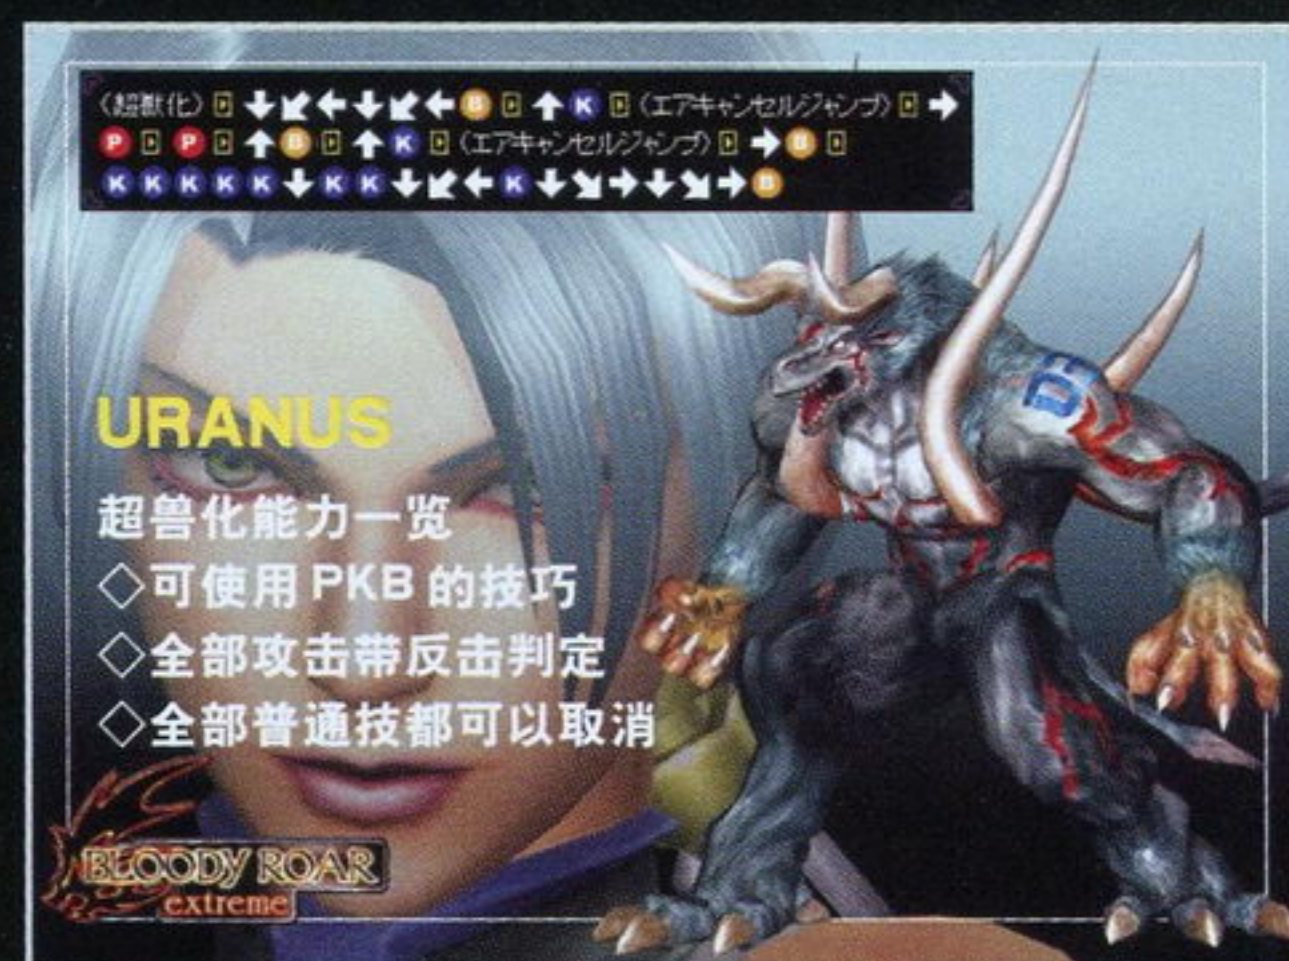 〈超獣化〉 ▶ ↓↙←↓↙← B ▶ ↑ K ▶ 〈エアキャンセルジャンプ〉 ▶ →
P ▶ P ▶ ↑ B ▶ ↑ K ▶ 〈エアキャンセルジャンプ〉 ▶ → B ▶
K K K K K ↓ K K ↓↙← K ↓↘→↓↘→ B
URANUS
超兽化能力一览
◇可使用 PKB 的技巧
◇全部攻击带反击判定
◇全部普通技都可以取消
BLOODY ROAR
extreme